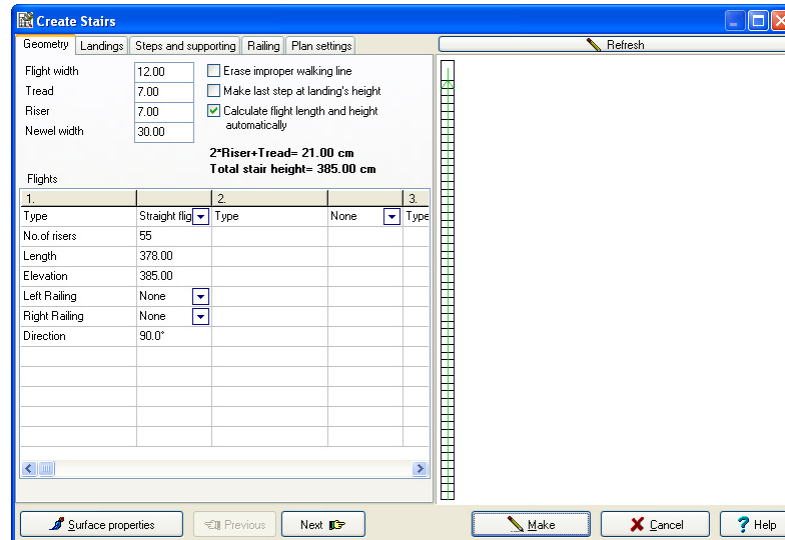 Create Stairs
Geometry Landings Steps and supporting Railing Plan settings Refresh
Flight width 12.00 Erase improper walking line
Tread 7.00 Make last step at landing's height
Riser 7.00 Calculate flight length and height
automatically
Newel width 30.00
2*Riser+Tread= 21.00 cm
Total stair height= 385.00 cm
Flights
1. 2. 3.
Type Straight flig Type None Type
No.of risers 55
Length 378.00
Elevation 385.00
Left Railing None
Right Railing None
Direction 90.0°
Surface properties Previous Next Make Cancel ? Help